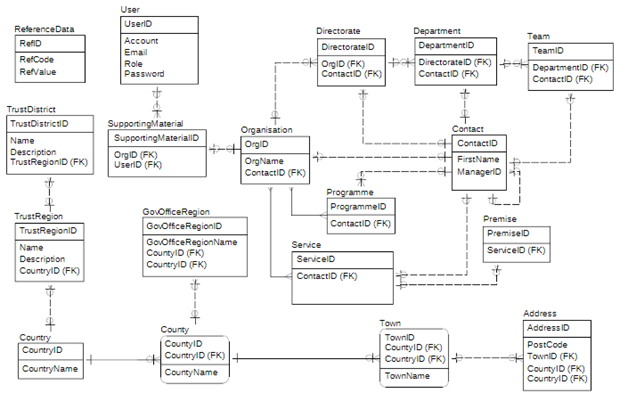 ReferenceData
RefID
RefCode
RefValue
User
UserID
Account
Email
Role
Password
Directorate
DirectorateID
OrgID (FK)
ContactID (FK)
Department
DepartmentID
DirectorateID (FK)
ContactID (FK)
Team
TeamID
DepartmentID (FK)
ContactID (FK)
TrustDistrict
TrustDistrictID
Name
Description
TrustRegionID (FK)
SupportingMaterial
SupportingMaterialID
OrgID (FK)
UserID (FK)
Organisation
OrgID
OrgName
ContactID (FK)
Contact
ContactID
FirstName
ManagerID
Programme
ProgrammeID
ContactID (FK)
TrustRegion
TrustRegionID
Name
Description
CountryID (FK)
GovOfficeRegion
GovOfficeRegionID
GovOfficeRegionName
CountyID (FK)
CountryID (FK)
Service
ServiceID
ContactID (FK)
Premise
PremiseID
ServiceID (FK)
Country
CountryID
CountryName
County
CountyID
CountryID (FK)
CountyName
Town
TownID
CountyID (FK)
CountryID (FK)
TownName
Address
AddressID
PostCode
TownID (FK)
CountyID (FK)
CountryID (FK)